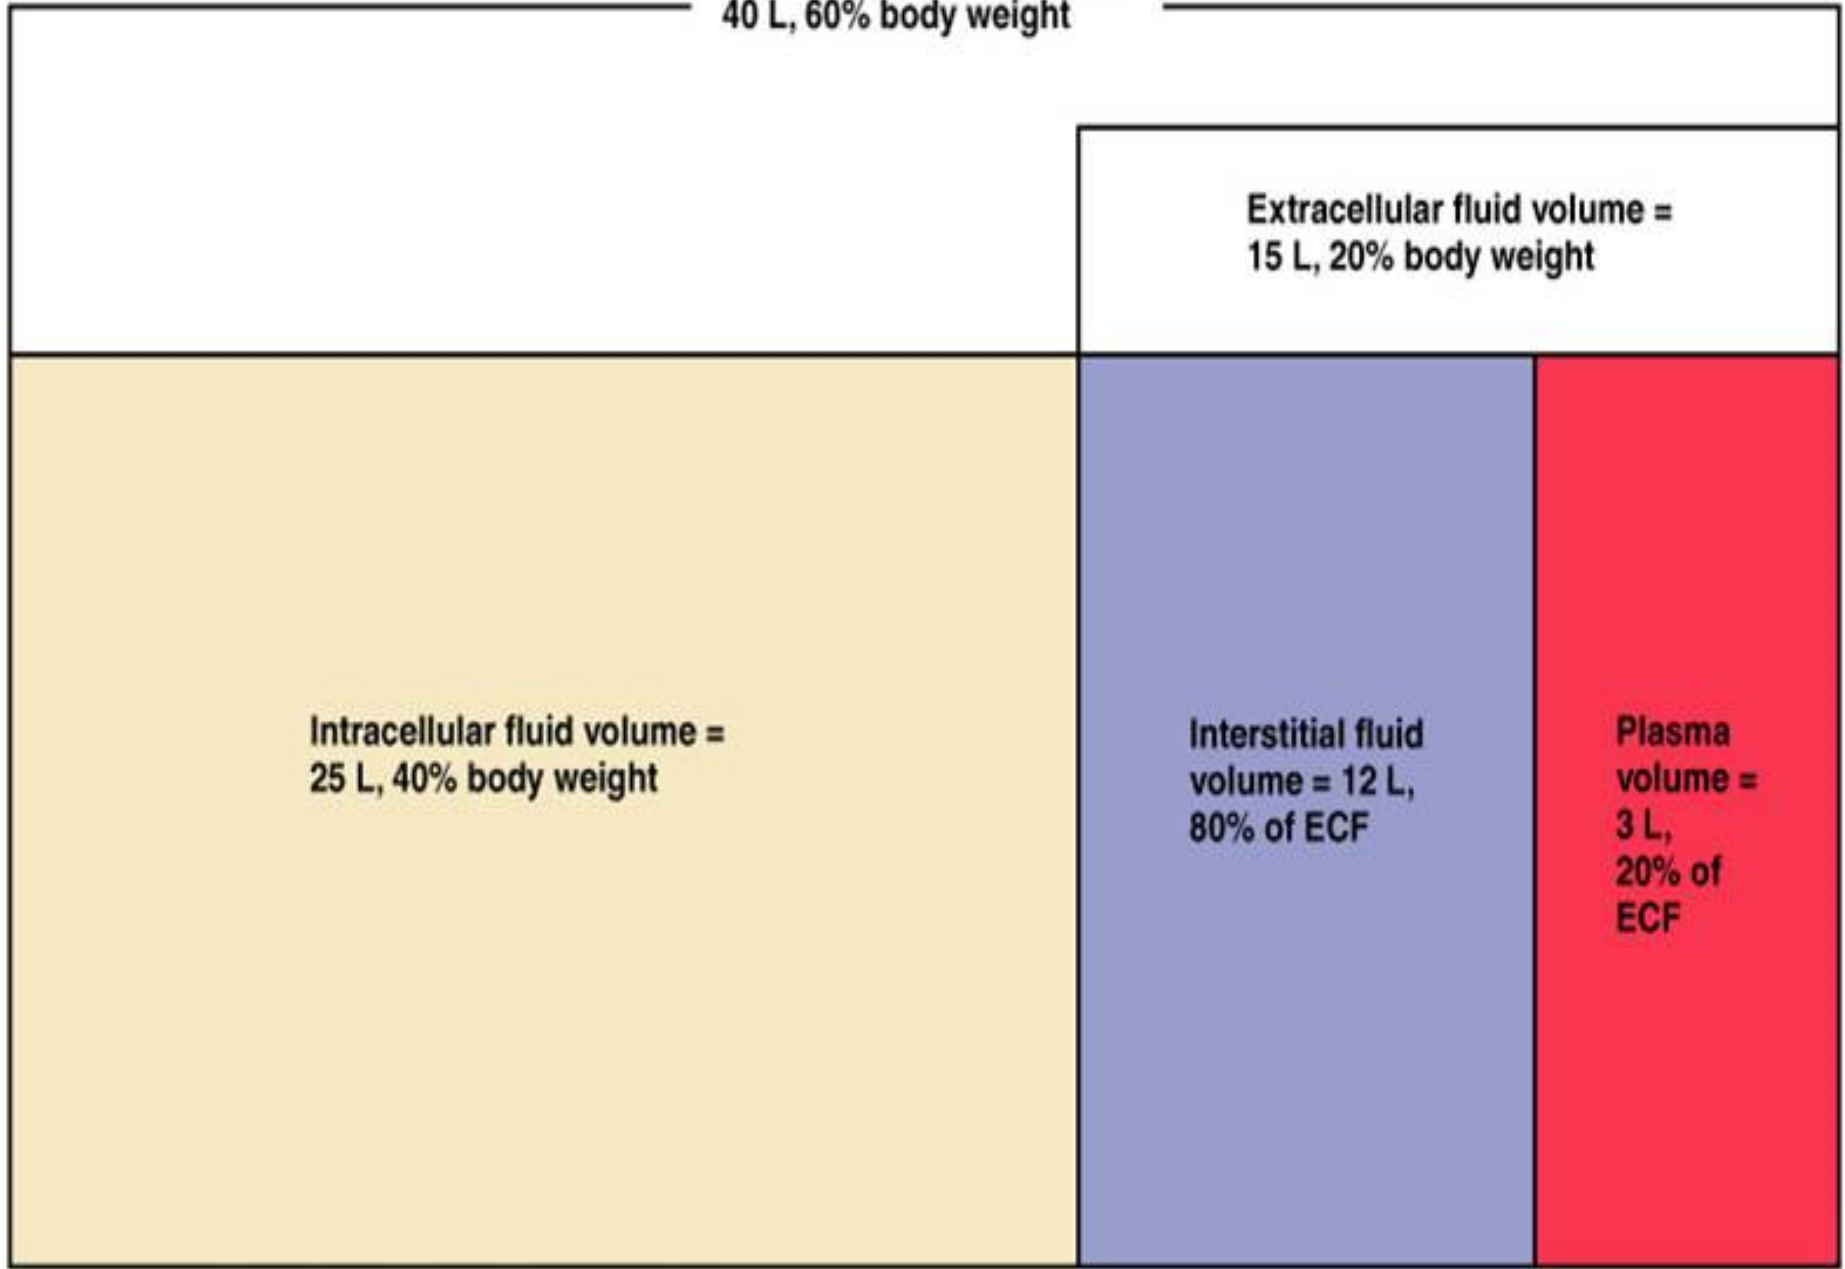 40 L, 60% body weight
Extracellular fluid volume =
15 L, 20% body weight
Intracellular fluid volume =
25 L, 40% body weight
Interstitial fluid
volume = 12 L,
80% of ECF
Plasma
volume =
3 L,
20% of
ECF